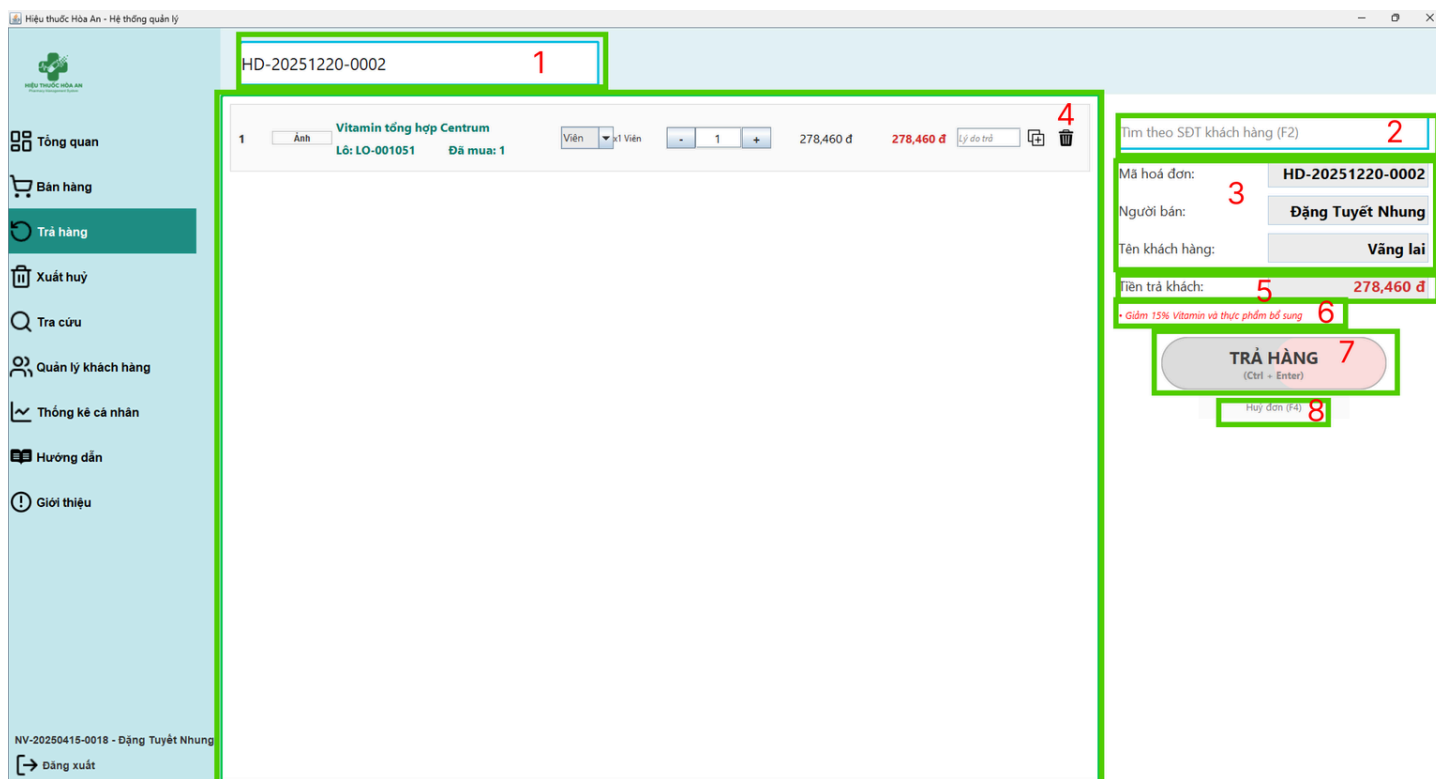 Hiệu thuốc Hòa An - Hệ thống quản lý
HIỆU THUỐC HÒA AN
Pharmacy Management System
HD-20251220-0002
1
Tổng quan
Bán hàng
Trả hàng
Xuất huỷ
Tra cứu
Quản lý khách hàng
Thống kê cá nhân
Hướng dẫn
Giới thiệu
NV-20250415-0018 - Đặng Tuyết Nhung
Đăng xuất
4
1 Ảnh Vitamin tổng hợp Centrum Viên x1 Viên - 1 + 278,460 đ 278,460 đ Lý do trả
Lô: LO-001051 Đã mua: 1
Tìm theo SĐT khách hàng (F2) 2
Mã hoá đơn: HD-20251220-0002
3
Người bán: Đặng Tuyết Nhung
Tên khách hàng: Vãng lai
Tiền trả khách: 5 278,460 đ
• Giảm 15% Vitamin và thực phẩm bổ sung 6
TRẢ HÀNG 7
(Ctrl + Enter)
Huỷ đơn (F4) 8